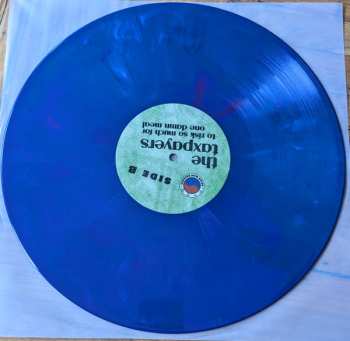 the
taxpayers
to risk so much for
one damn meal
SIDE B